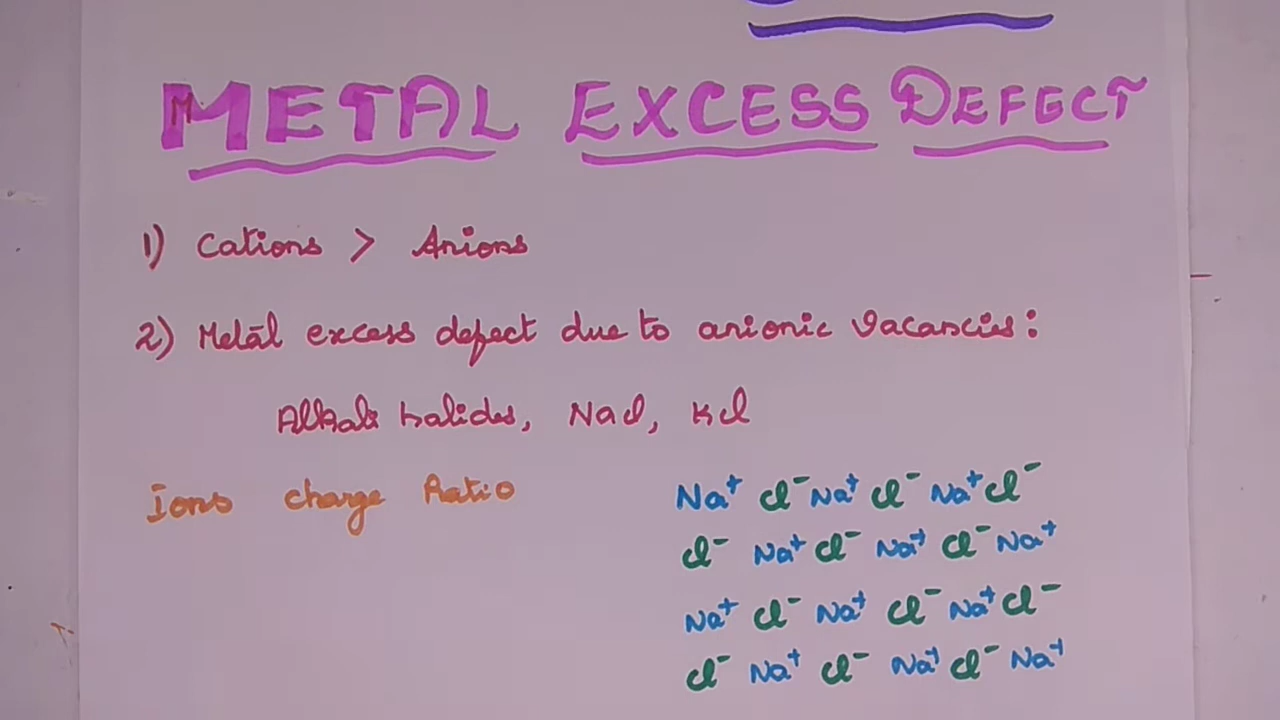 METAL EXCESS DEFECT
1) Cations > Anions
2) Metal excess defect due to anionic vacancies:
Alkali halides, NaCl, KCl
Ions charge Ratio
Na⁺ Cl⁻ Na⁺ Cl⁻ Na⁺ Cl⁻
Cl⁻ Na⁺ Cl⁻ Na⁺ Cl⁻ Na⁺
Na⁺ Cl⁻ Na⁺ Cl⁻ Na⁺ Cl⁻
Cl⁻ Na⁺ Cl⁻ Na⁺ Cl⁻ Na⁺